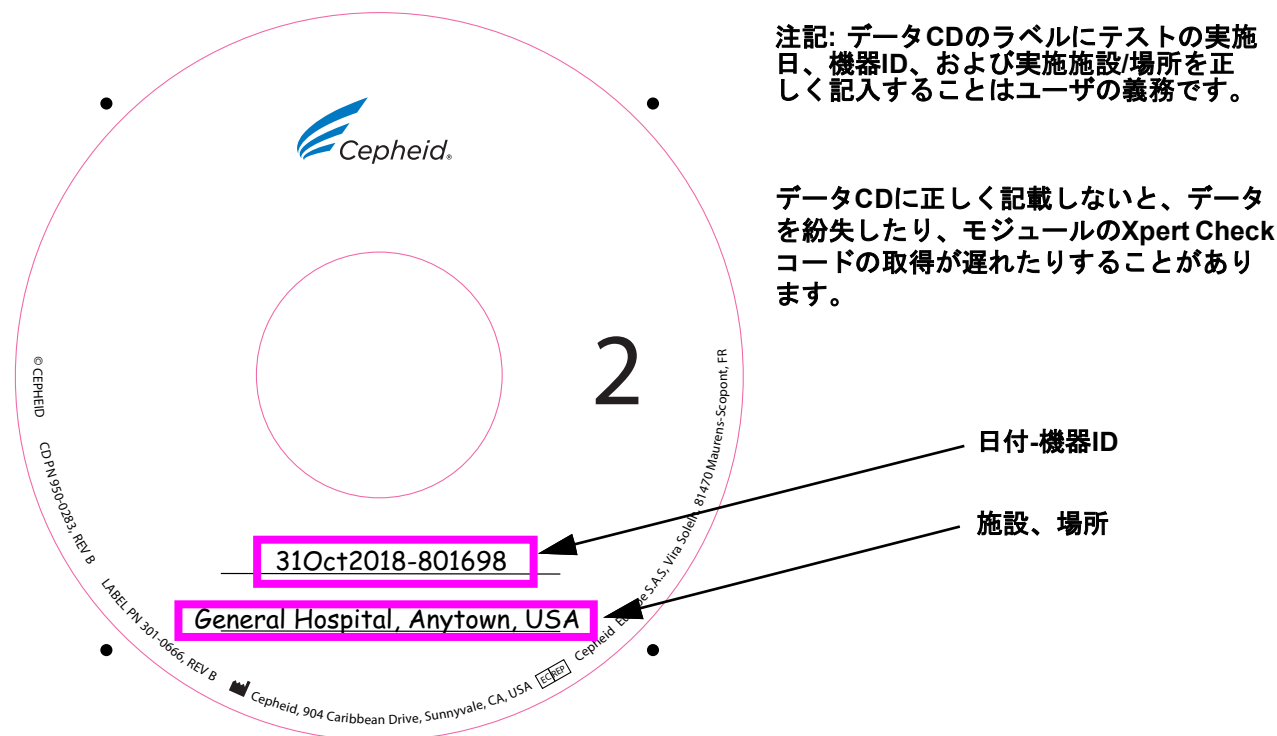 注記: データCDのラベルにテストの実施
日、機器ID、および実施施設/場所を正
しく記入することはユーザの義務です。
Cepheid®
データCDに正しく記載しないと、データ
を紛失したり、モジュールのXpert Check
コードの取得が遅れたりすることがあり
ます。
2
日付-機器ID
施設、場所
31Oct2018-801698
General Hospital, Anytown, USA
© CEPHEID CD PN 950-0283, REV B LABEL PN 301-0666, REV B Cepheid, 904 Caribbean Drive, Sunnyvale, CA, USA EC REP Cepheid S.A.S, Vira Solelh, 81470 Maurens-Scopont, FR